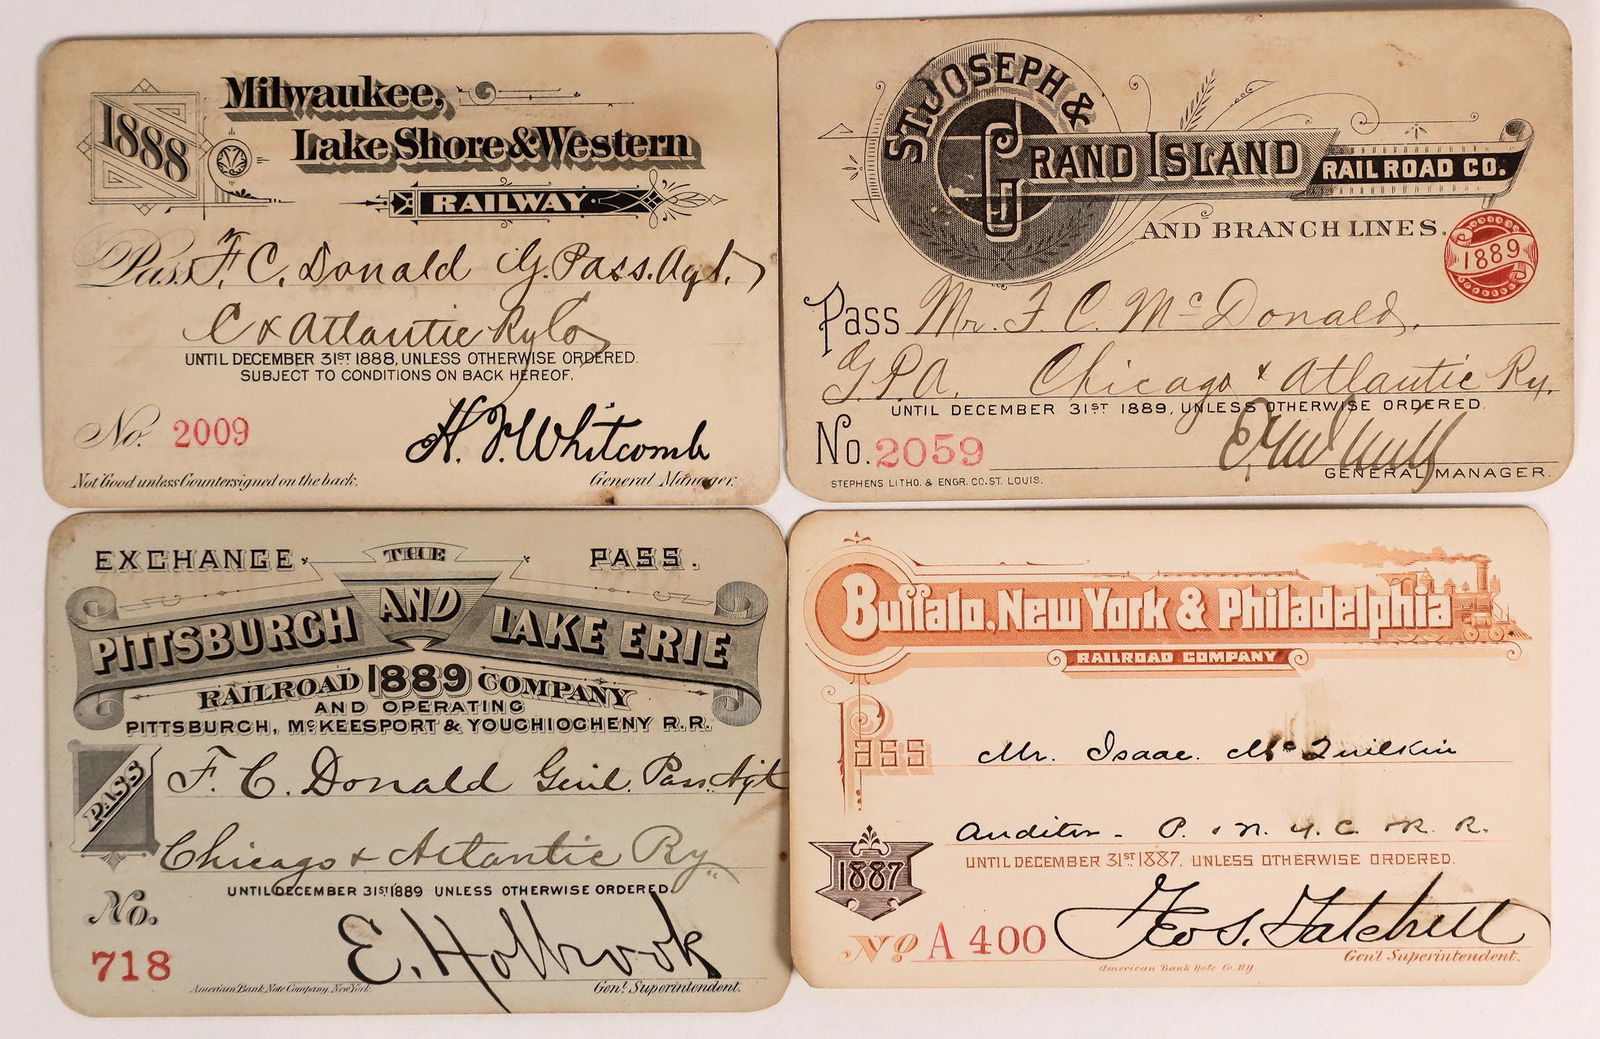 1888
Milwaukee,
Lake Shore & Western
RAILWAY
Pass F. C. Donald G. Pass. Agt.
C & Atlantic Ry Co
UNTIL DECEMBER 31ST 1888, UNLESS OTHERWISE ORDERED.
SUBJECT TO CONDITIONS ON BACK HEREOF.
No. 2009
H. F. Whitcomb
Not Good unless Countersigned on the back.
General Manager.
ST. JOSEPH &
GRAND ISLAND
RAILROAD CO.
AND BRANCH LINES.
1889
Pass Mr. F. C. McDonald,
G.P.A. Chicago & Atlantic Ry.
UNTIL DECEMBER 31ST 1889, UNLESS OTHERWISE ORDERED.
No. 2059
GENERAL MANAGER.
STEPHENS LITHO. & ENGR. CO. ST. LOUIS.
EXCHANGE THE PASS.
PITTSBURGH AND LAKE ERIE
RAILROAD 1889 COMPANY
AND OPERATING
PITTSBURGH, McKEESPORT & YOUGHIOGHENY R.R.
PASS
F. C. Donald Genl. Pass. Agt
Chicago & Atlantic Ry
UNTIL DECEMBER 31ST 1889 UNLESS OTHERWISE ORDERED
No.
718
E. Holbrook
American Bank Note Company, New York.
Genl. Superintendent.
Buffalo, New York & Philadelphia
RAILROAD COMPANY
Pass Mr. Isaac McQuilkin
Auditor - P. & N. Y. C. R. R.
UNTIL DECEMBER 31ST 1887, UNLESS OTHERWISE ORDERED.
1887
No A 400
Geo S. Gatchell
Gen'l Superintendent.
American Bank Note Co. N.Y.